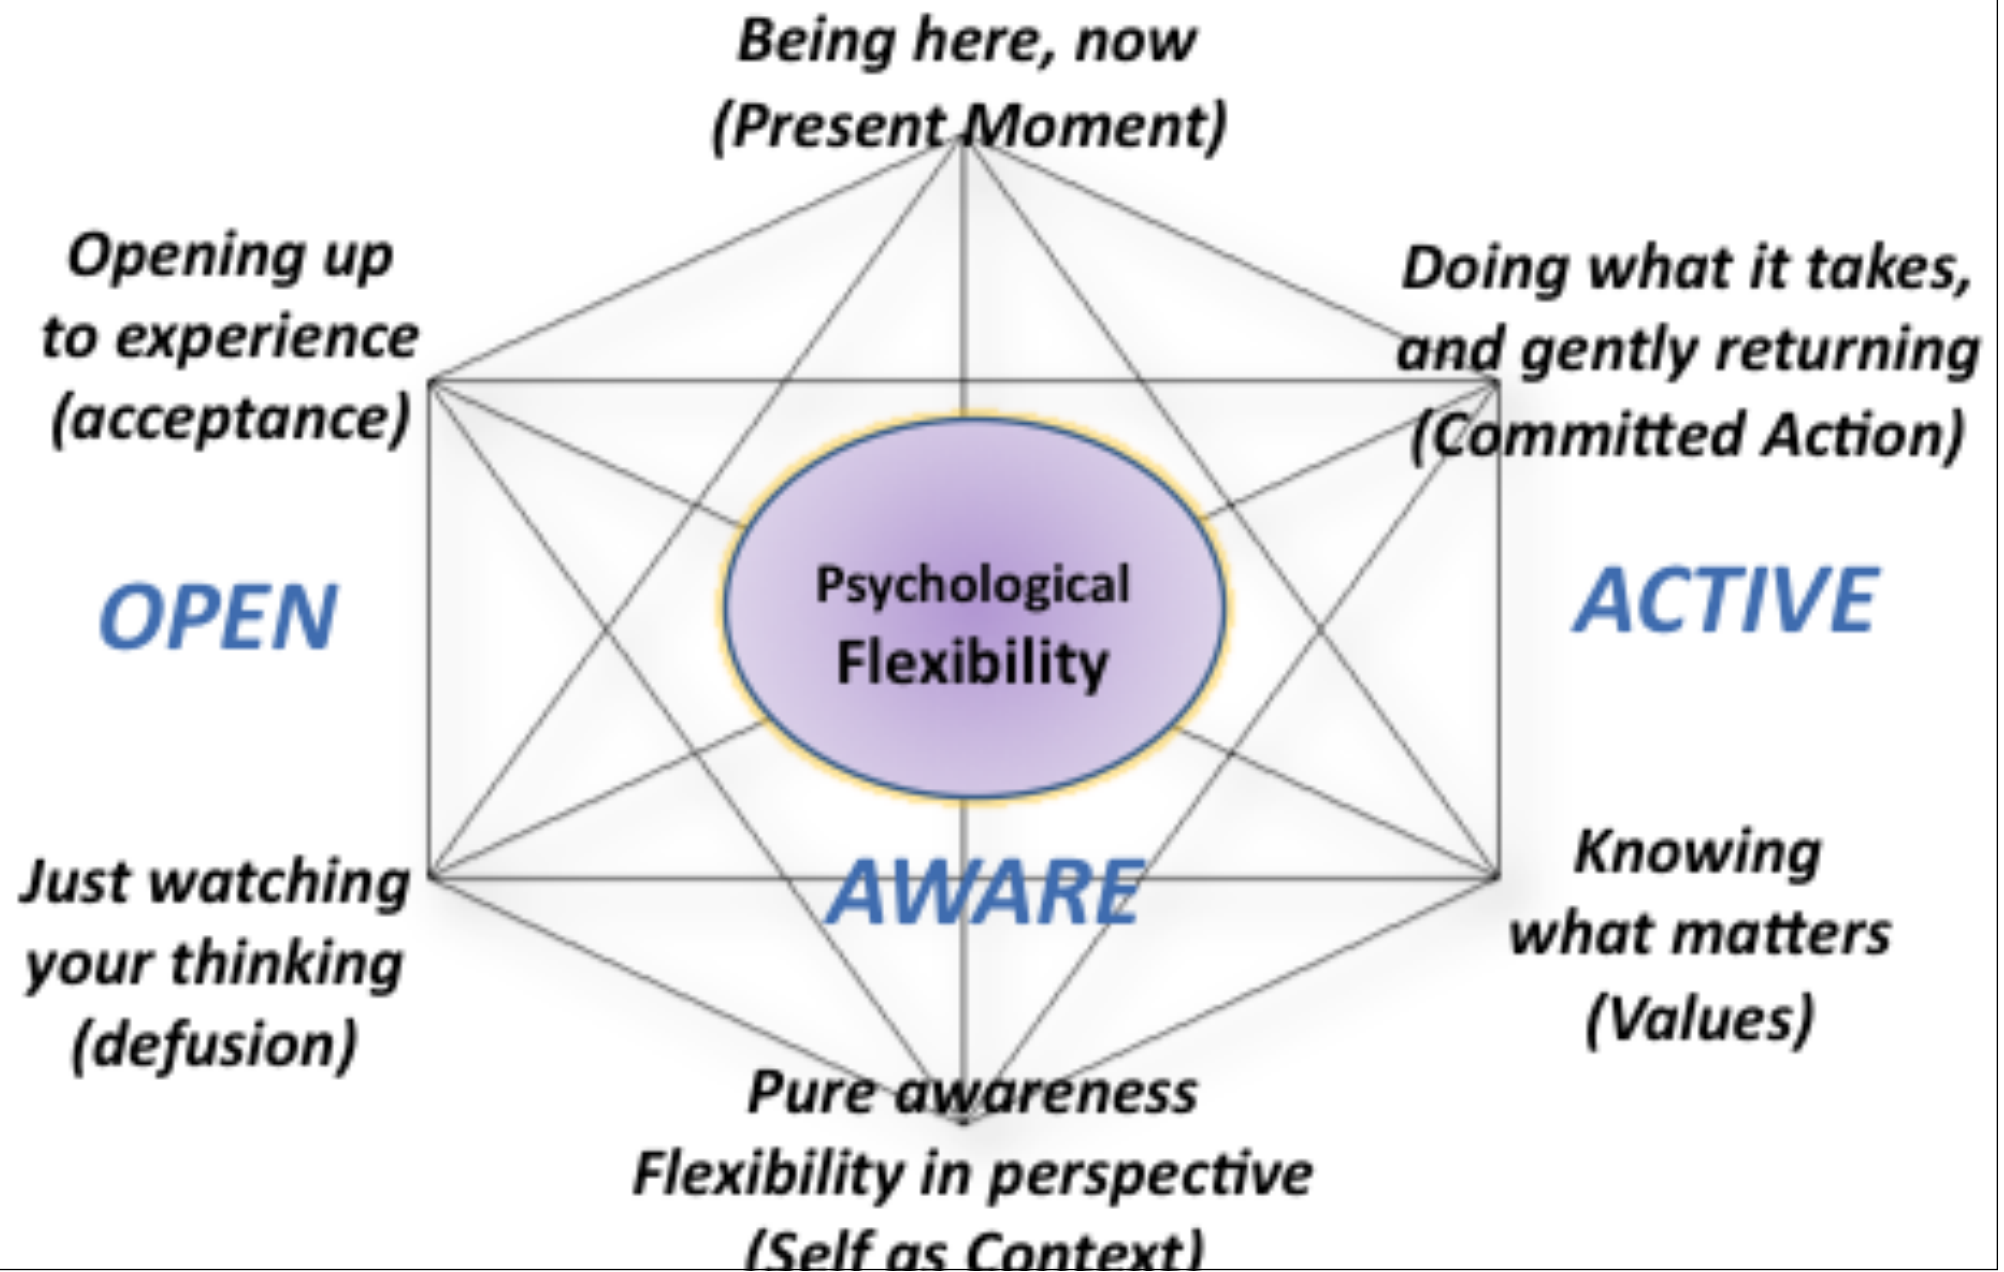 Being here, now
(Present Moment)
Opening up
to experience
(acceptance)
Doing what it takes,
and gently returning
(Committed Action)
OPEN
Psychological
Flexibility
ACTIVE
AWARE
Just watching
your thinking
(defusion)
Knowing
what matters
(Values)
Pure awareness
Flexibility in perspective
(Self as Context)